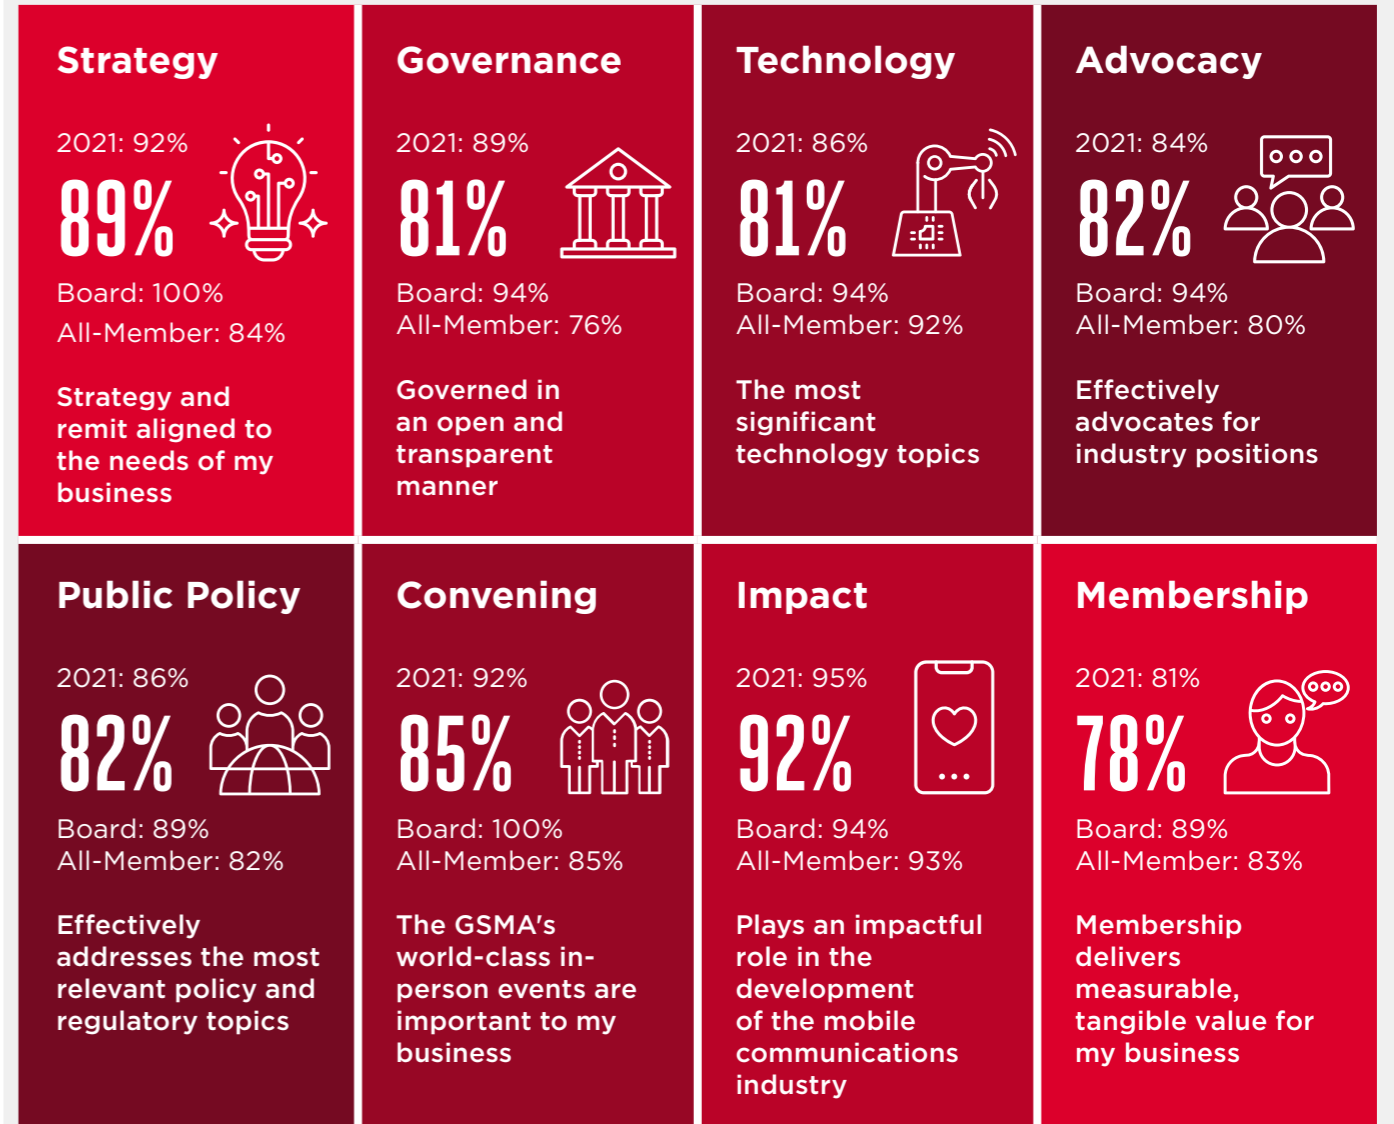 Strategy
2021: 92%
89%
Board: 100%
All-Member: 84%
Strategy and
remit aligned to
the needs of my
business
Governance
2021: 89%
81%
Board: 94%
All-Member: 76%
Governed in
an open and
transparent
manner
Technology
2021: 86%
81%
Board: 94%
All-Member: 92%
The most
significant
technology topics
Advocacy
2021: 84%
82%
Board: 94%
All-Member: 80%
Effectively
advocates for
industry positions
Public Policy
2021: 86%
82%
Board: 89%
All-Member: 82%
Effectively
addresses the most
relevant policy and
regulatory topics
Convening
2021: 92%
85%
Board: 100%
All-Member: 85%
The GSMA's
world-class in-
person events are
important to my
business
Impact
2021: 95%
92%
Board: 94%
All-Member: 93%
Plays an impactful
role in the
development
of the mobile
communications
industry
Membership
2021: 81%
78%
Board: 89%
All-Member: 83%
Membership
delivers
measurable,
tangible value for
my business